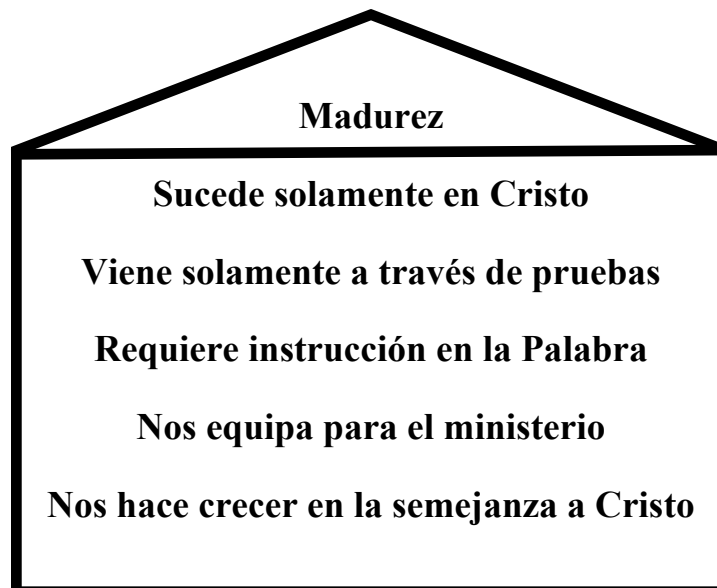 Madurez
Sucede solamente en Cristo
Viene solamente a través de pruebas
Requiere instrucción en la Palabra
Nos equipa para el ministerio
Nos hace crecer en la semejanza a Cristo